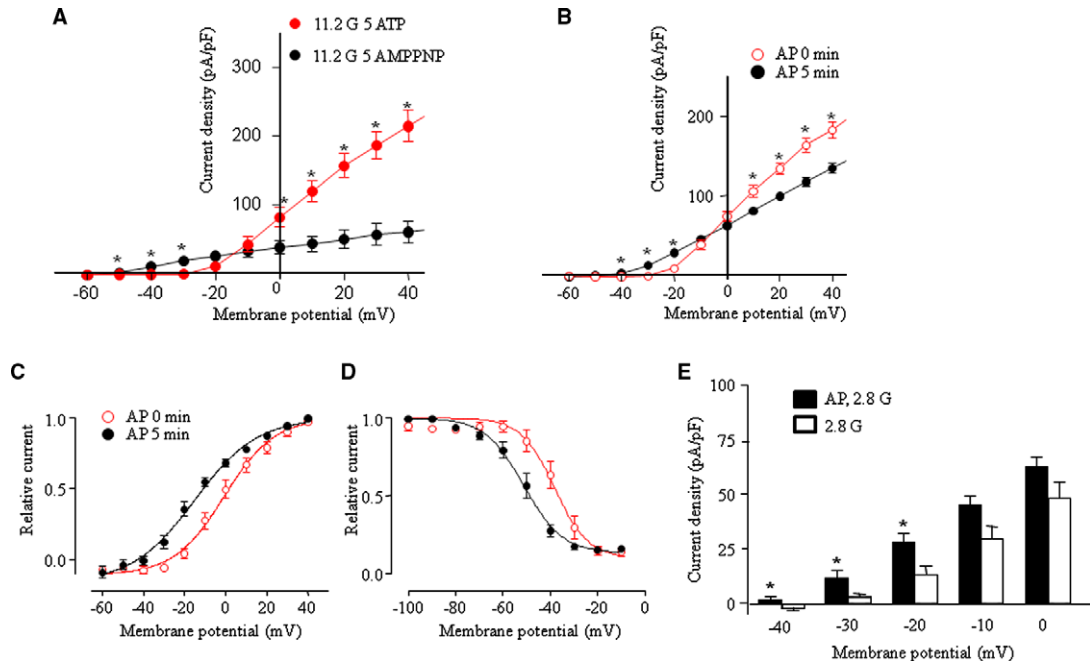 A
11.2 G 5 ATP
11.2 G 5 AMPPNP
Current density (pA/pF)
300
200
100
*
*
*
*
*
*
*
*
-60
-40
-20
0
20
40
Membrane potential (mV)
B
AP 0 min
AP 5 min
Current density (pA/pF)
200
100
*
*
*
*
*
*
*
-60
-40
-20
0
20
40
Membrane potential (mV)
C
AP 0 min
AP 5 min
Relative current
1.0
0.5
0.0
-60
-40
-20
0
20
40
Membrane potential (mV)
D
Relative current
1.0
0.5
0.0
-100
-80
-60
-40
-20
0
Membrane potential (mV)
E
AP, 2.8 G
2.8 G
Current density (pA/pF)
100
75
50
25
0
*
*
*
-40
-30
-20
-10
0
Membrane potential (mV)